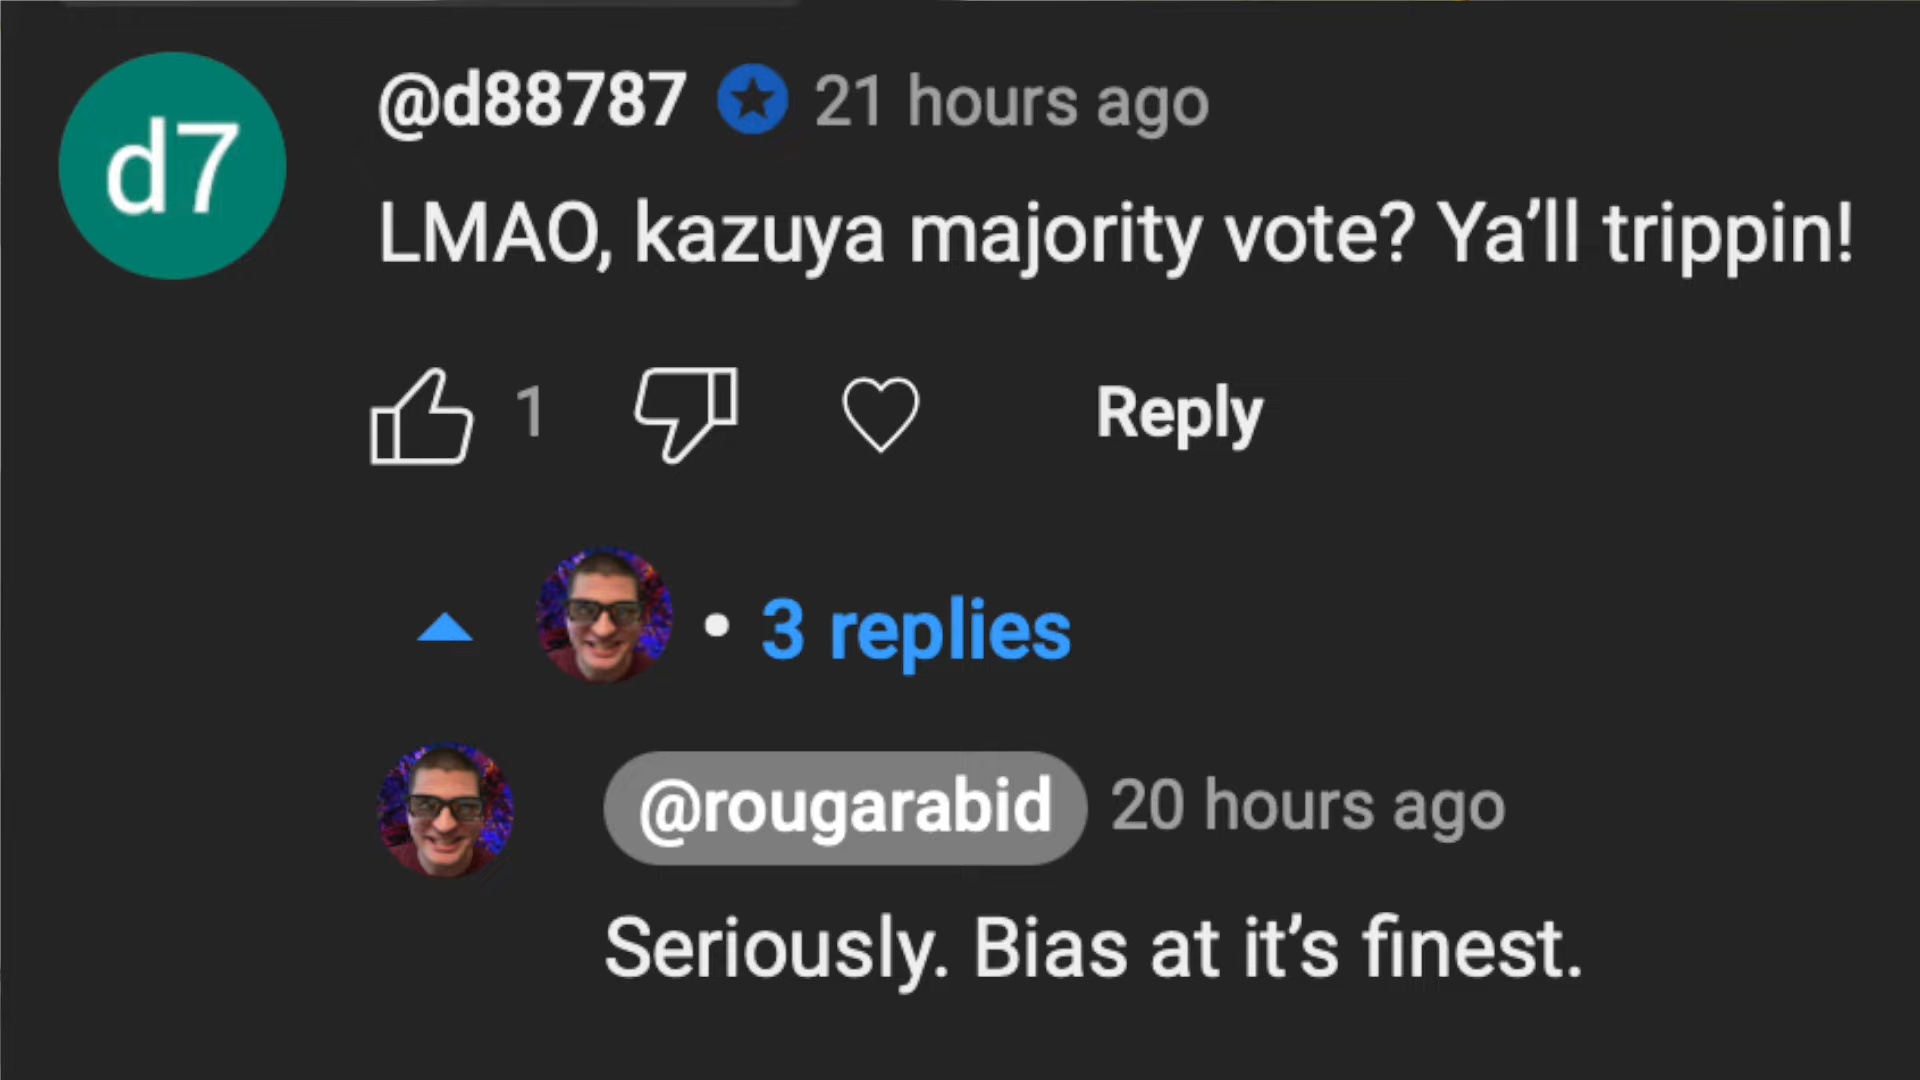 d7
@d88787 21 hours ago
LMAO, kazuya majority vote? Ya’ll trippin!
1 Reply
• 3 replies
@rougarabid 20 hours ago
Seriously. Bias at it’s finest.